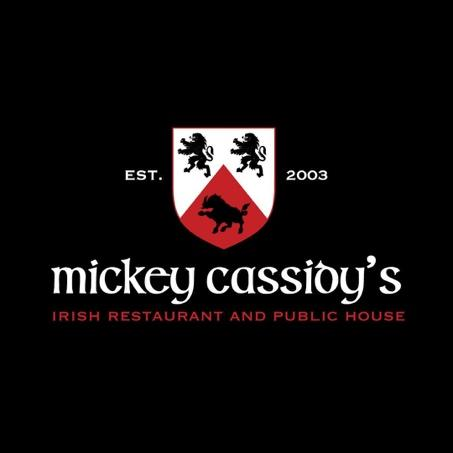 EST. 2003
mickey cassidy's
IRISH RESTAURANT AND PUBLIC HOUSE